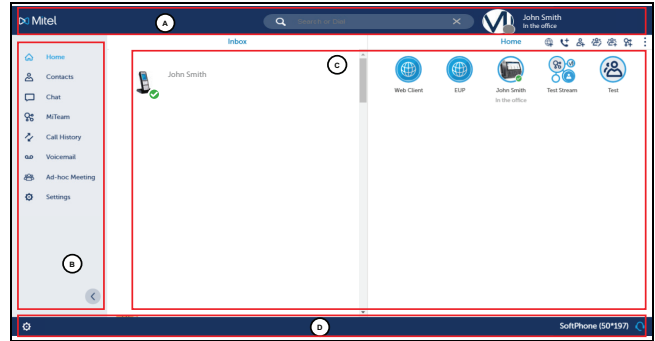 Mitel
A
Search or Dial
John Smith
In the office
Inbox
Home
Home
Contacts
Chat
MiTeam
Call History
Voicemail
Ad-hoc Meeting
Settings
B
John Smith
C
Web Client
EUP
John Smith
In the office
Test Stream
Test
D
SoftPhone (50*197)